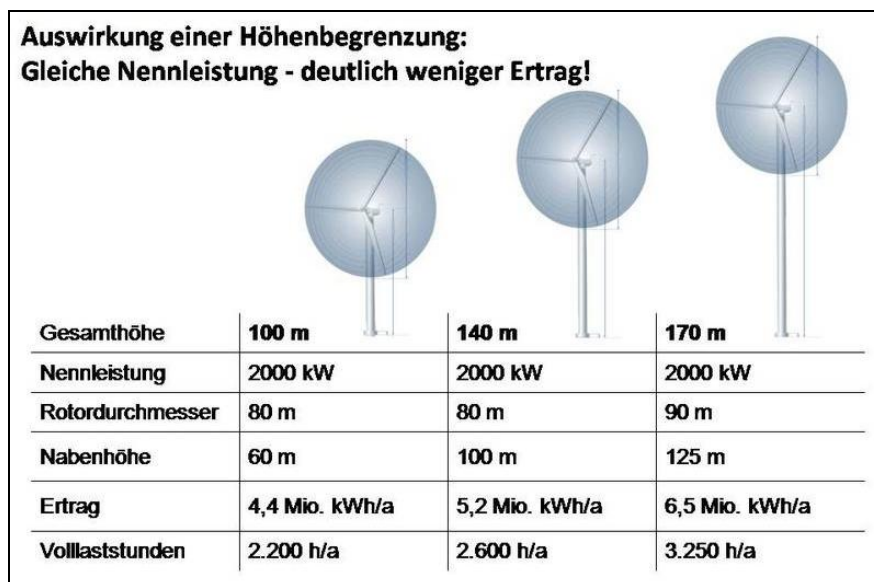 Auswirkung einer Höhenbegrenzung:
Gleiche Nennleistung - deutlich weniger Ertrag!
Gesamthöhe 100 m 140 m 170 m
Nennleistung 2000 kW 2000 kW 2000 kW
Rotordurchmesser 80 m 80 m 90 m
Nabenhöhe 60 m 100 m 125 m
Ertrag 4,4 Mio. kWh/a 5,2 Mio. kWh/a 6,5 Mio. kWh/a
Volllaststunden 2.200 h/a 2.600 h/a 3.250 h/a